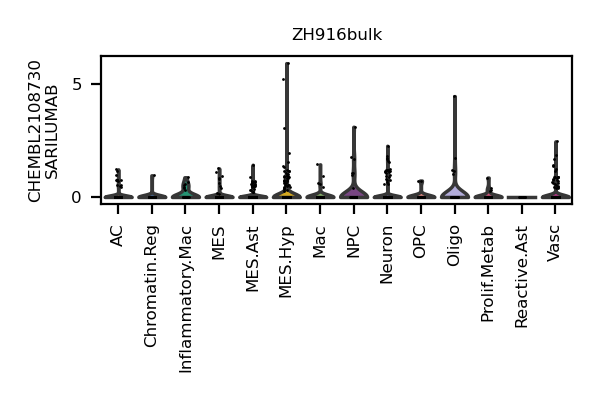 ZH916bulk
CHEMBL2108730
SARILUMAB
5
0
AC
Chromatin.Reg
Inflammatory.Mac
MES
MES.Ast
MES.Hyp
Mac
NPC
Neuron
OPC
Oligo
Prolif.Metab
Reactive.Ast
Vasc